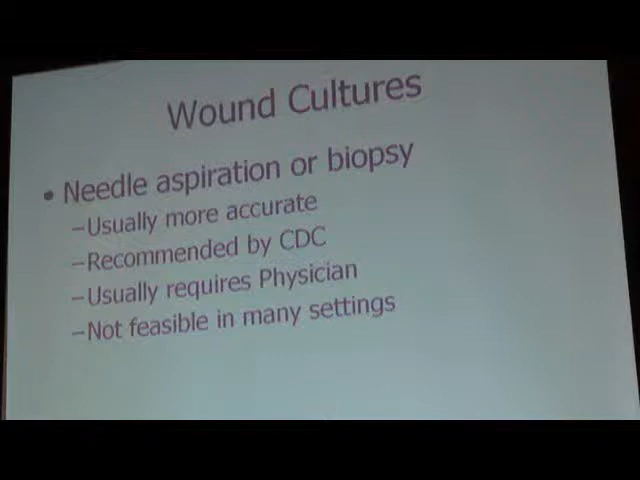 Wound Cultures
• Needle aspiration or biopsy
–Usually more accurate
–Recommended by CDC
–Usually requires Physician
–Not feasible in many settings